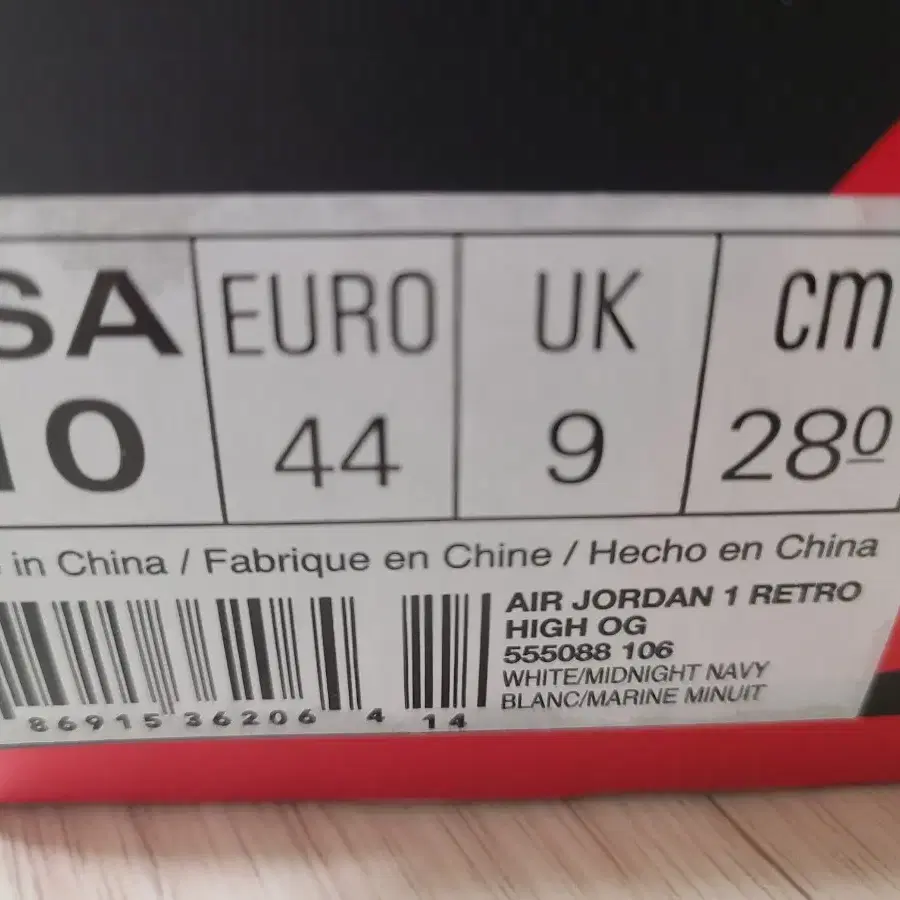 SA EURO UK cm
10 44 9 280
in China / Fabrique en Chine / Hecho en China
AIR JORDAN 1 RETRO
HIGH OG
555088 106
WHITE/MIDNIGHT NAVY
BLANC/MARINE MINUIT
86915 36206 4 14